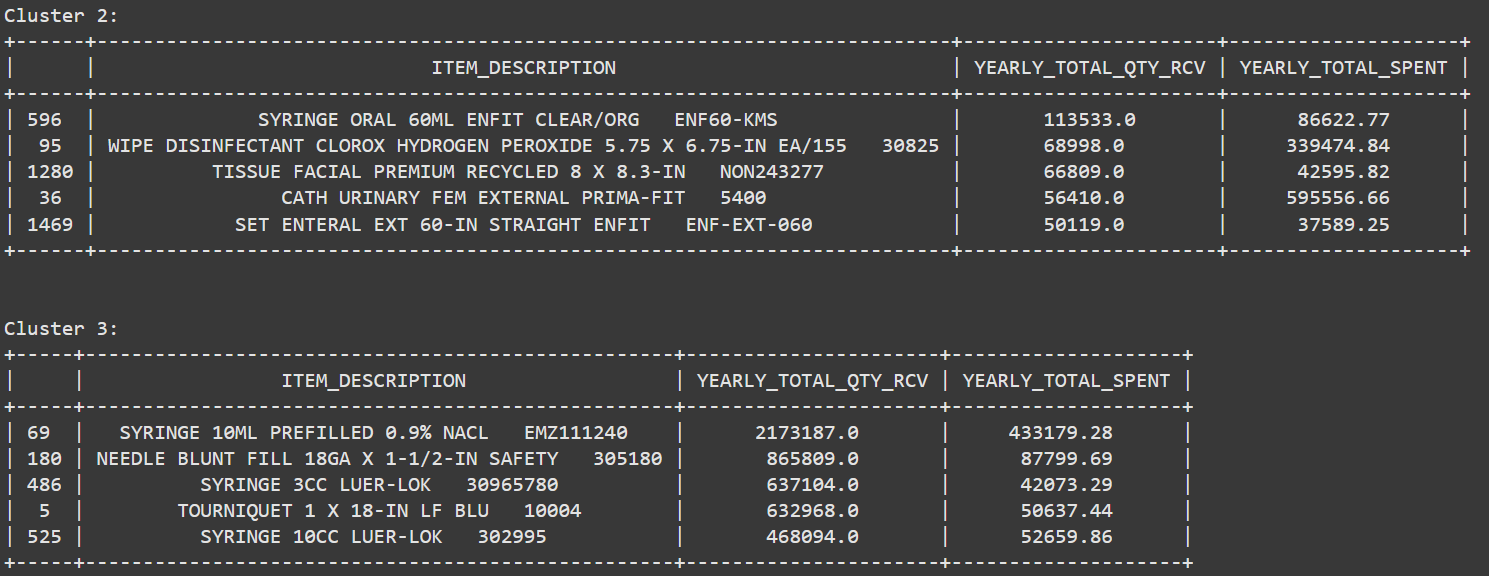 Cluster 2:
+------+-------------------------------------------------------------------------+----------------------+--------------------+
|      |                            ITEM_DESCRIPTION                             | YEARLY_TOTAL_QTY_RCV | YEARLY_TOTAL_SPENT |
+------+-------------------------------------------------------------------------+----------------------+--------------------+
| 596  |              SYRINGE ORAL 60ML ENFIT CLEAR/ORG   ENF60-KMS              |       113533.0       |      86622.77      |
|  95  | WIPE DISINFECTANT CLOROX HYDROGEN PEROXIDE 5.75 X 6.75-IN EA/155   30825 |       68998.0        |     339474.84      |
| 1280 |          TISSUE FACIAL PREMIUM RECYCLED 8 X 8.3-IN   NON243277          |       66809.0        |      42595.82      |
|  36  |                CATH URINARY FEM EXTERNAL PRIMA-FIT   5400               |       56410.0        |     595556.66      |
| 1469 |            SET ENTERAL EXT 60-IN STRAIGHT ENFIT   ENF-EXT-060           |       50119.0        |      37589.25      |
+------+-------------------------------------------------------------------------+----------------------+--------------------+
Cluster 3:
+-----+--------------------------------------------------+----------------------+--------------------+
|     |                 ITEM_DESCRIPTION                 | YEARLY_TOTAL_QTY_RCV | YEARLY_TOTAL_SPENT |
+-----+--------------------------------------------------+----------------------+--------------------+
| 69  |   SYRINGE 10ML PREFILLED 0.9% NACL   EMZ111240   |      2173187.0       |     433179.28      |
| 180 | NEEDLE BLUNT FILL 18GA X 1-1/2-IN SAFETY   305180 |       865809.0       |      87799.69      |
| 486 |          SYRINGE 3CC LUER-LOK   30965780         |       637104.0       |      42073.29      |
|  5  |        TOURNIQUET 1 X 18-IN LF BLU   10004       |       632968.0       |      50637.44      |
| 525 |          SYRINGE 10CC LUER-LOK   302995          |       468094.0       |      52659.86      |
+-----+--------------------------------------------------+----------------------+--------------------+